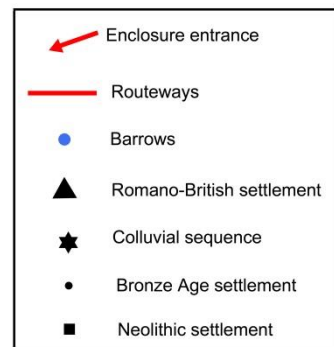 Enclosure entrance
Routeways
Barrows
Romano-British settlement
Colluvial sequence
Bronze Age settlement
Neolithic settlement